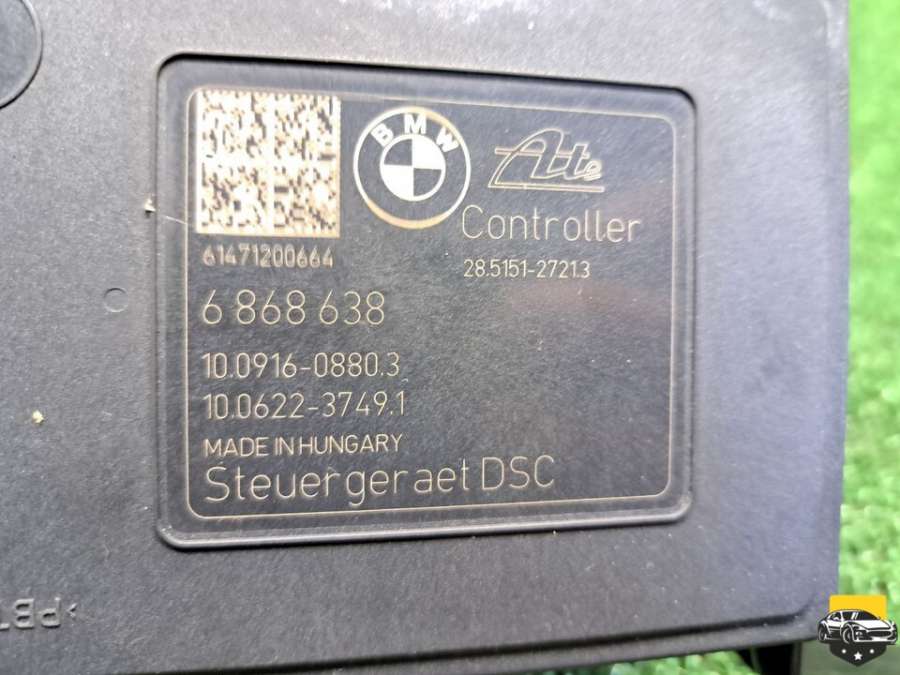 BMW
Ate
Controller
28.5151-2721.3
61471200664
6 868 638
10.0916-0880.3
10.0622-3749.1
MADE IN HUNGARY
Steuergeraet DSC